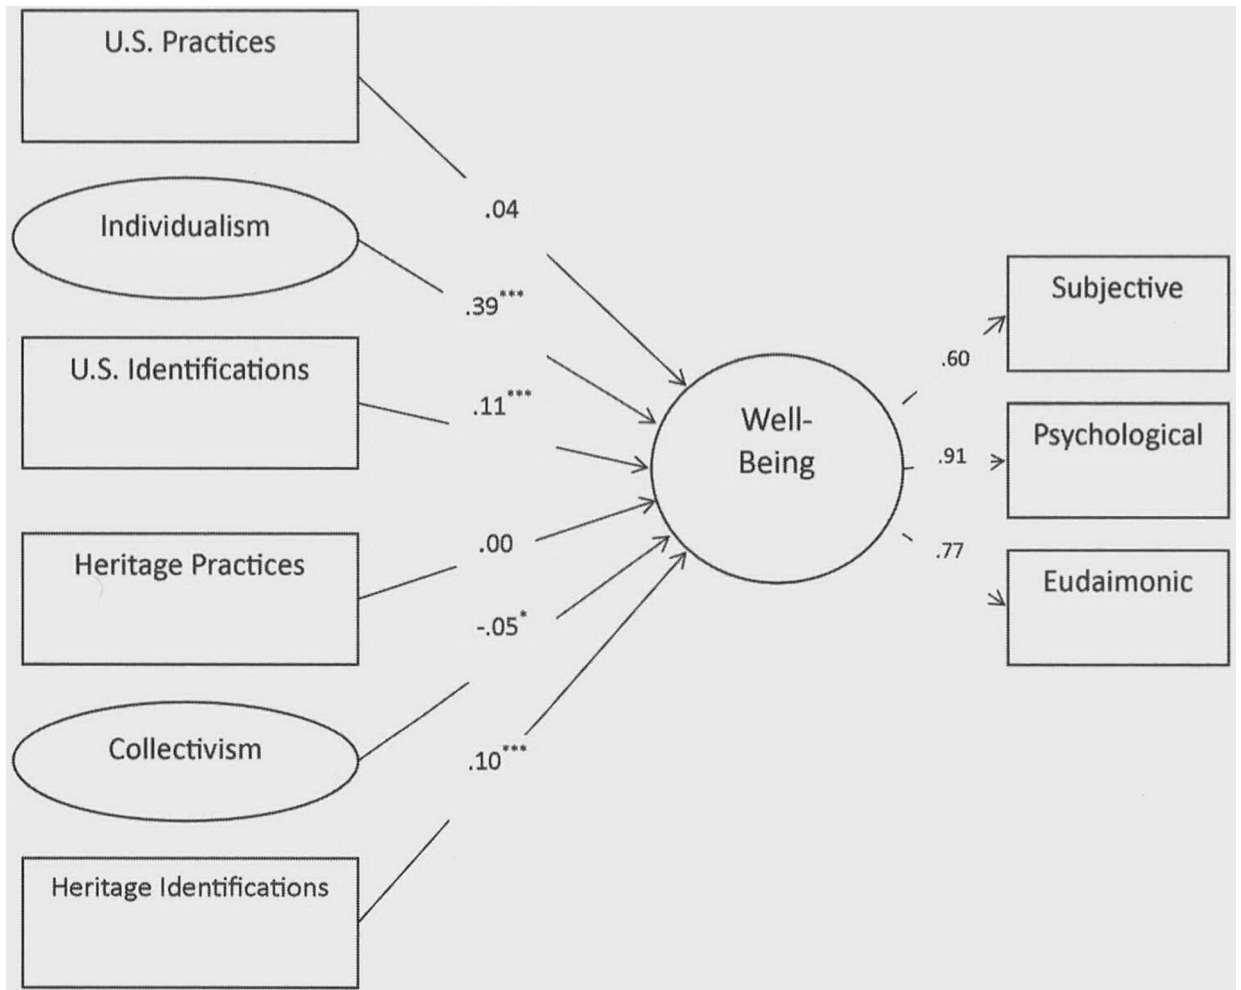 U.S. Practices
.04
Individualism
.39***
U.S. Identifications
.11***
Heritage Practices
.00
Collectivism
-.05*
Heritage Identifications
.10***
Well-
Being
.60
Subjective
.91
Psychological
.77
Eudaimonic